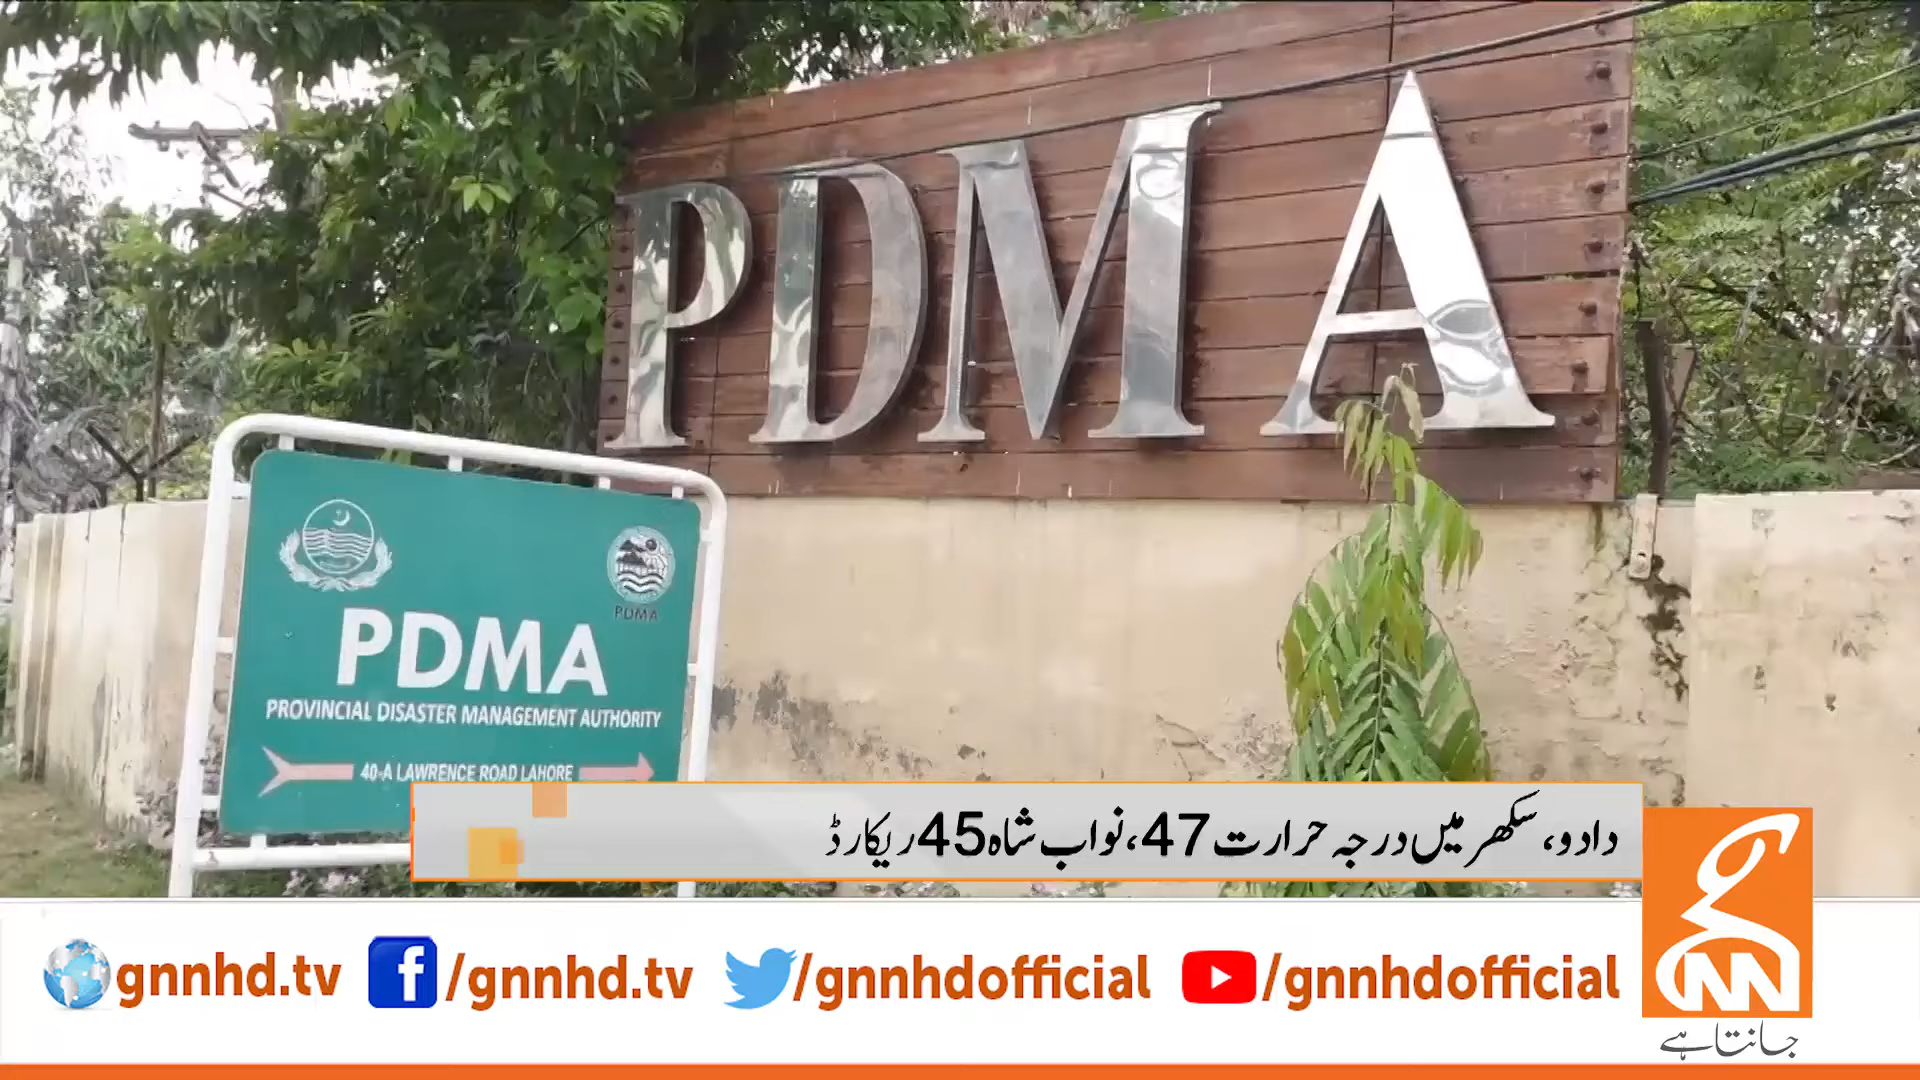 PDMA
PDMA
PDMA
PROVINCIAL DISASTER MANAGEMENT AUTHORITY
40-A LAWRENCE ROAD LAHORE
دادو، سکھر میں درجہ حرارت 47، نواب شاہ 45 ریکارڈ
gnnhd.tv /gnnhd.tv /gnnhdofficial /gnnhdofficial
GNN
جانتا ہے